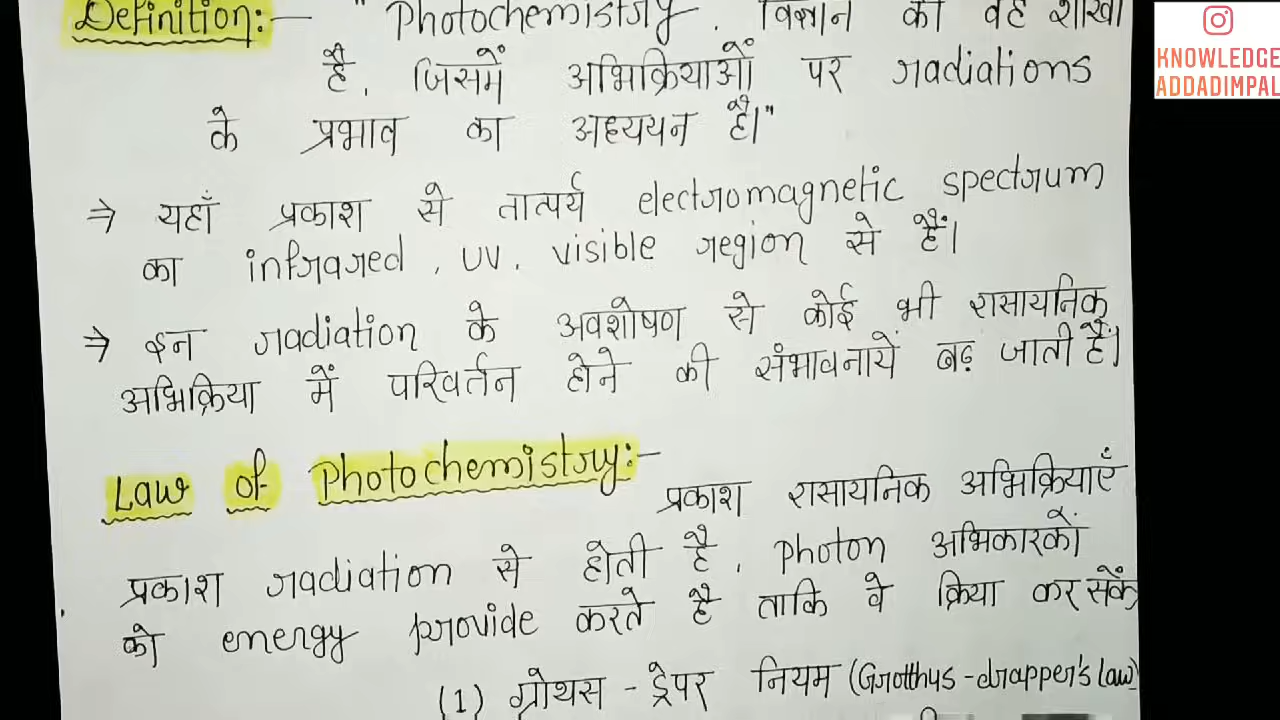 Definition:— " Photochemistry, विज्ञान की वह शाखा
है, जिसमें अभिक्रियाओं पर radiations
के प्रभाव का अध्ययन है।"
⇒ यहाँ प्रकाश से तात्पर्य electromagnetic spectrum
का infrared, UV, visible region से हैं।
⇒ इन radiation के अवशोषण से कोई भी रासायनिक
अभिक्रिया में परिवर्तन होने की संभावनायें बढ़ जाती हैं।
Law of Photochemistry:— प्रकाश रासायनिक अभिक्रियाएँ
प्रकाश radiation से होती है, Photon अभिकारकों
को energy provide करते है ताकि वे क्रिया कर सकें
(1) ग्रोथस - ड्रेपर नियम (Grotthus-drapper's law)
KNOWLEDGE
ADDADIMPAL